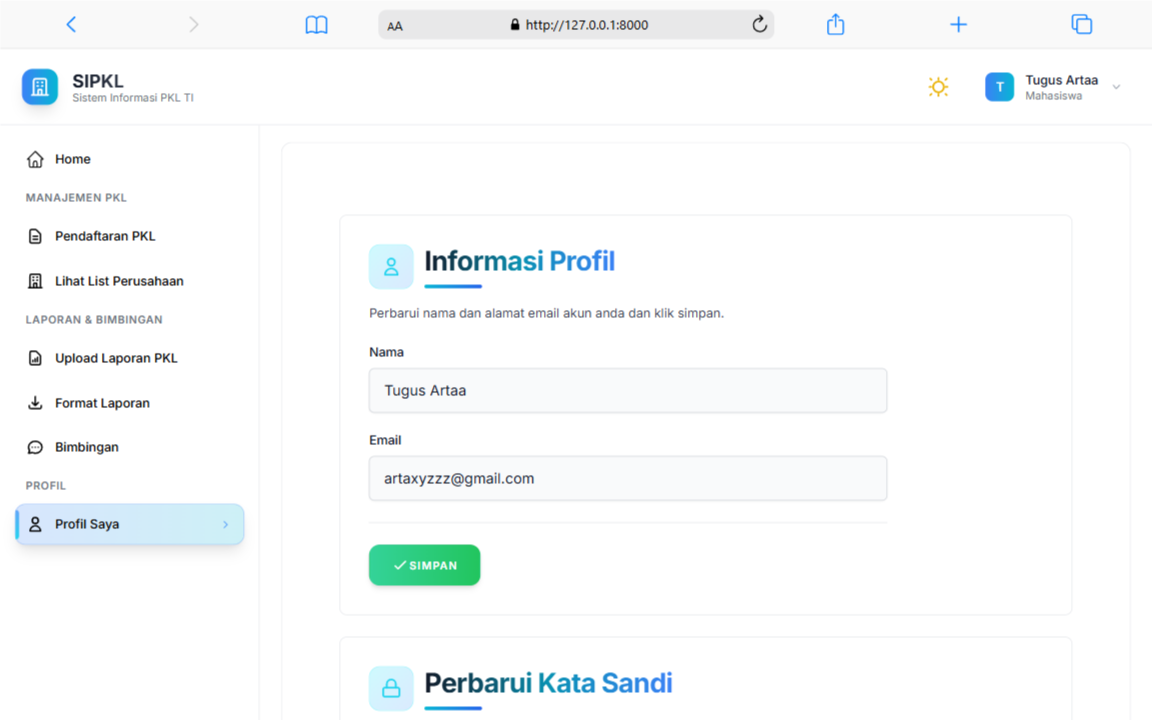 AA
http://127.0.0.1:8000
SIPKL
Sistem Informasi PKL TI
T
Tugus Artaa
Mahasiswa
Home
MANAJEMEN PKL
Pendaftaran PKL
Lihat List Perusahaan
LAPORAN & BIMBINGAN
Upload Laporan PKL
Format Laporan
Bimbingan
PROFIL
Profil Saya
Informasi Profil
Perbarui nama dan alamat email akun anda dan klik simpan.
Nama
Tugus Artaa
Email
artaxyzzz@gmail.com
SIMPAN
Perbarui Kata Sandi